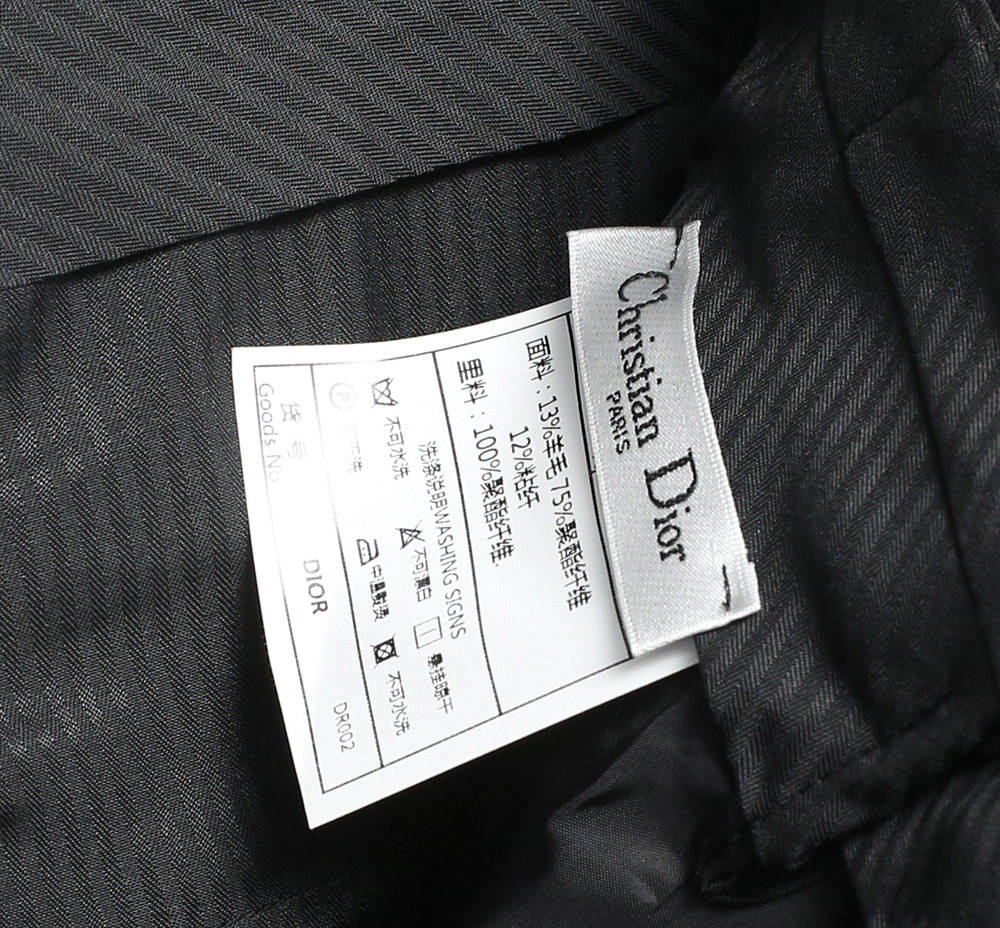 Christian Dior
PARIS
面料：13%羊毛 75%聚酯纤维
12%粘纤
里料：100%聚酯纤维
洗涤说明WASHING SIGNS
不可水洗 不可漂白 悬挂晾干
P 干洗 中温熨烫 不可水洗
货号
Goods No
DIOR
DR002